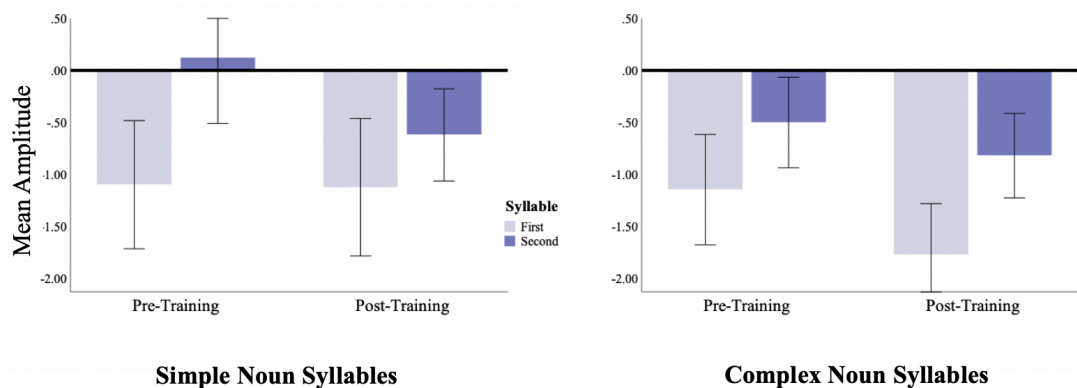 Mean Amplitude
.50
.00
-.50
-1.00
-1.50
-2.00
Pre-Training
Post-Training
Syllable
First
Second
Simple Noun Syllables
.50
.00
-.50
-1.00
-1.50
-2.00
Pre-Training
Post-Training
Complex Noun Syllables